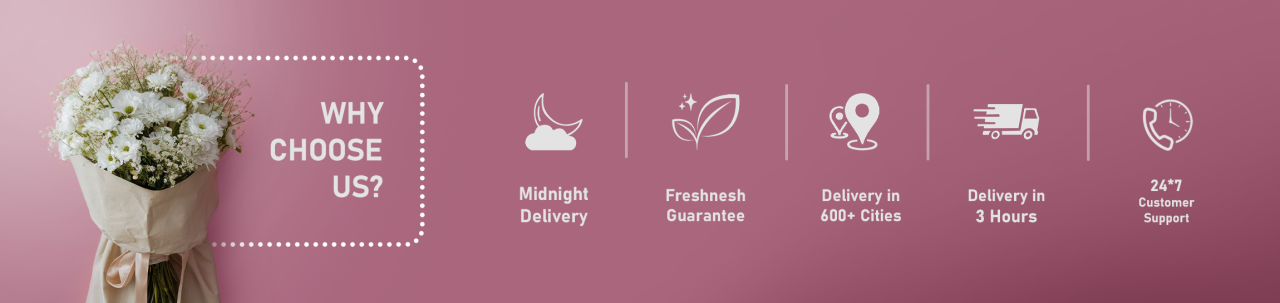 WHY
CHOOSE
US?
Midnight
Delivery
Freshnesh
Guarantee
Delivery in
600+ Cities
Delivery in
3 Hours
24*7
Customer
Support